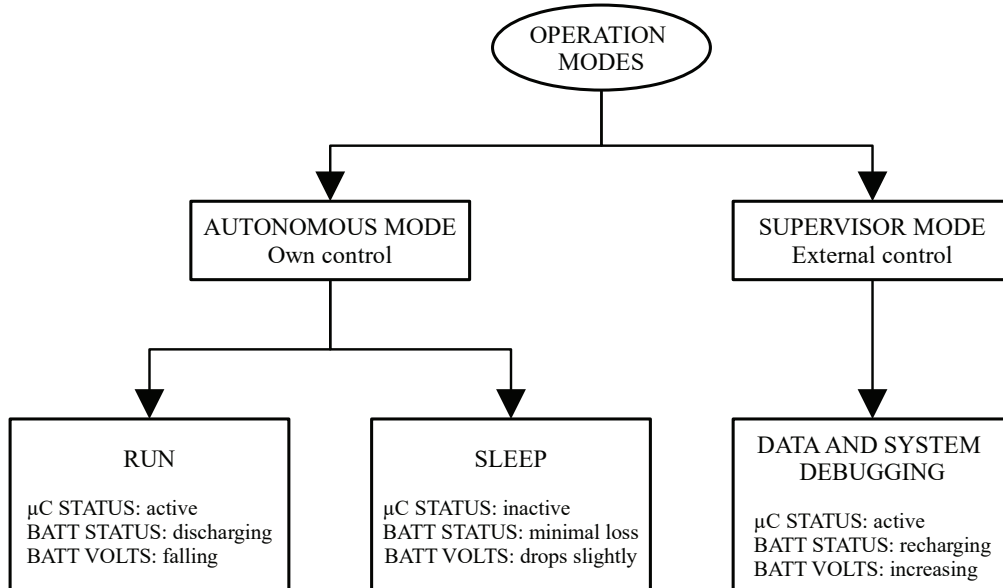 OPERATION
MODES
AUTONOMOUS MODE
Own control
SUPERVISOR MODE
External control
RUN
µC STATUS: active
BATT STATUS: discharging
BATT VOLTS: falling
SLEEP
µC STATUS: inactive
BATT STATUS: minimal loss
BATT VOLTS: drops slightly
DATA AND SYSTEM
DEBUGGING
µC STATUS: active
BATT STATUS: recharging
BATT VOLTS: increasing